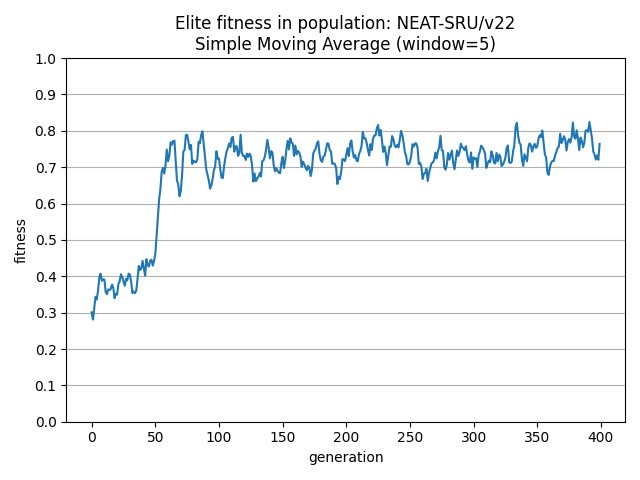 Elite fitness in population: NEAT-SRU/v22
Simple Moving Average (window=5)
1.0
0.9
0.8
0.7
0.6
0.5
0.4
0.3
0.2
0.1
0.0
fitness
0 50 100 150 200 250 300 350 400
generation